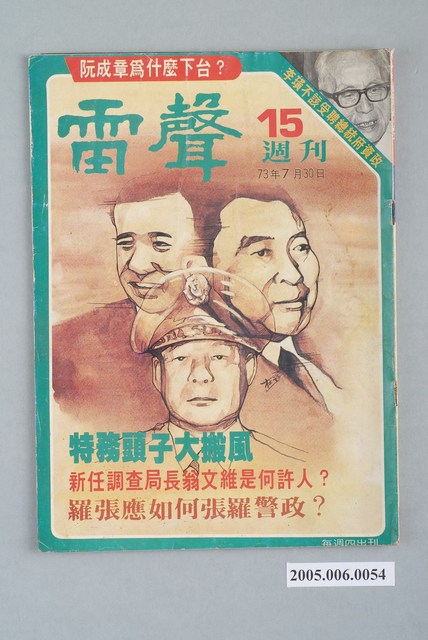 阮成章為什麼下台？
李璜不該受聘總統府資政
雷聲
15
週刊
73年7月30日
特務頭子大搬風
新任調查局長翁文維是何許人？
羅張應如何張羅警政？
每週四出刊
2005.006.0054